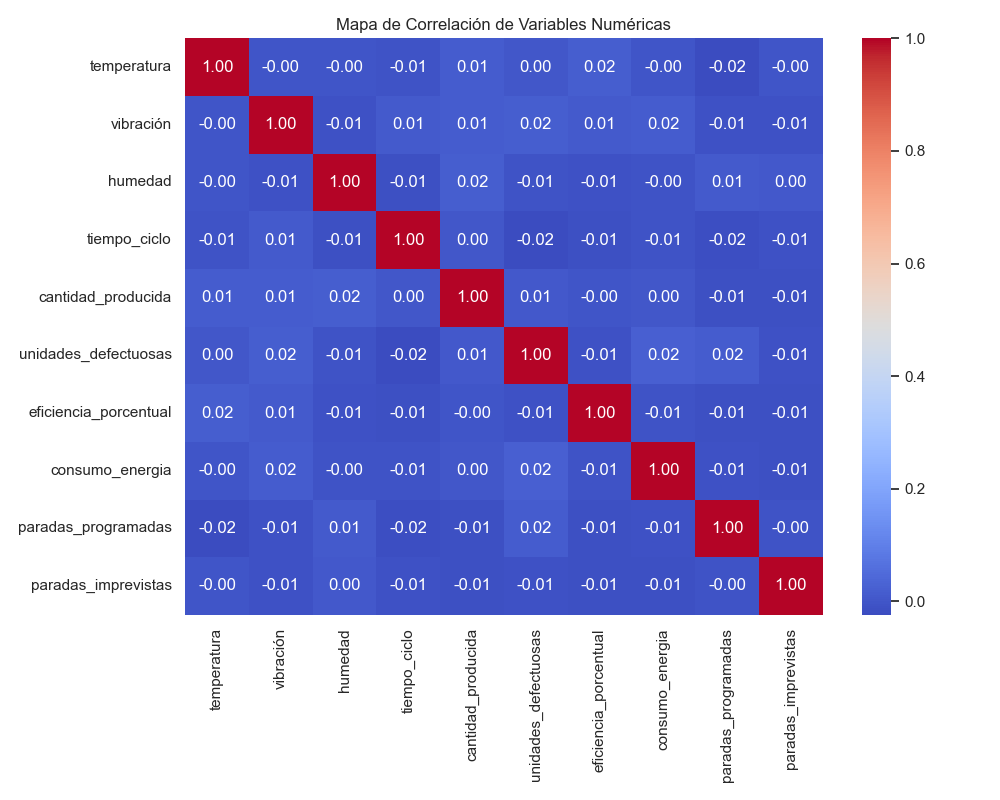 Mapa de Correlación de Variables Numéricas
temperatura 1.00 -0.00 -0.00 -0.01 0.01 0.00 0.02 -0.00 -0.02 -0.00
vibración -0.00 1.00 -0.01 0.01 0.01 0.02 0.01 0.02 -0.01 -0.01
humedad -0.00 -0.01 1.00 -0.01 0.02 -0.01 -0.01 -0.00 0.01 0.00
tiempo_ciclo -0.01 0.01 -0.01 1.00 0.00 -0.02 -0.01 -0.01 -0.02 -0.01
cantidad_producida 0.01 0.01 0.02 0.00 1.00 0.01 -0.00 0.00 -0.01 -0.01
unidades_defectuosas 0.00 0.02 -0.01 -0.02 0.01 1.00 -0.01 0.02 0.02 -0.01
eficiencia_porcentual 0.02 0.01 -0.01 -0.01 -0.00 -0.01 1.00 -0.01 -0.01 -0.01
consumo_energia -0.00 0.02 -0.00 -0.01 0.00 0.02 -0.01 1.00 -0.01 -0.01
paradas_programadas -0.02 -0.01 0.01 -0.02 -0.01 0.02 -0.01 -0.01 1.00 -0.00
paradas_imprevistas -0.00 -0.01 0.00 -0.01 -0.01 -0.01 -0.01 -0.01 -0.00 1.00
temperatura
vibración
humedad
tiempo_ciclo
cantidad_producida
unidades_defectuosas
eficiencia_porcentual
consumo_energia
paradas_programadas
paradas_imprevistas
1.0
0.8
0.6
0.4
0.2
0.0